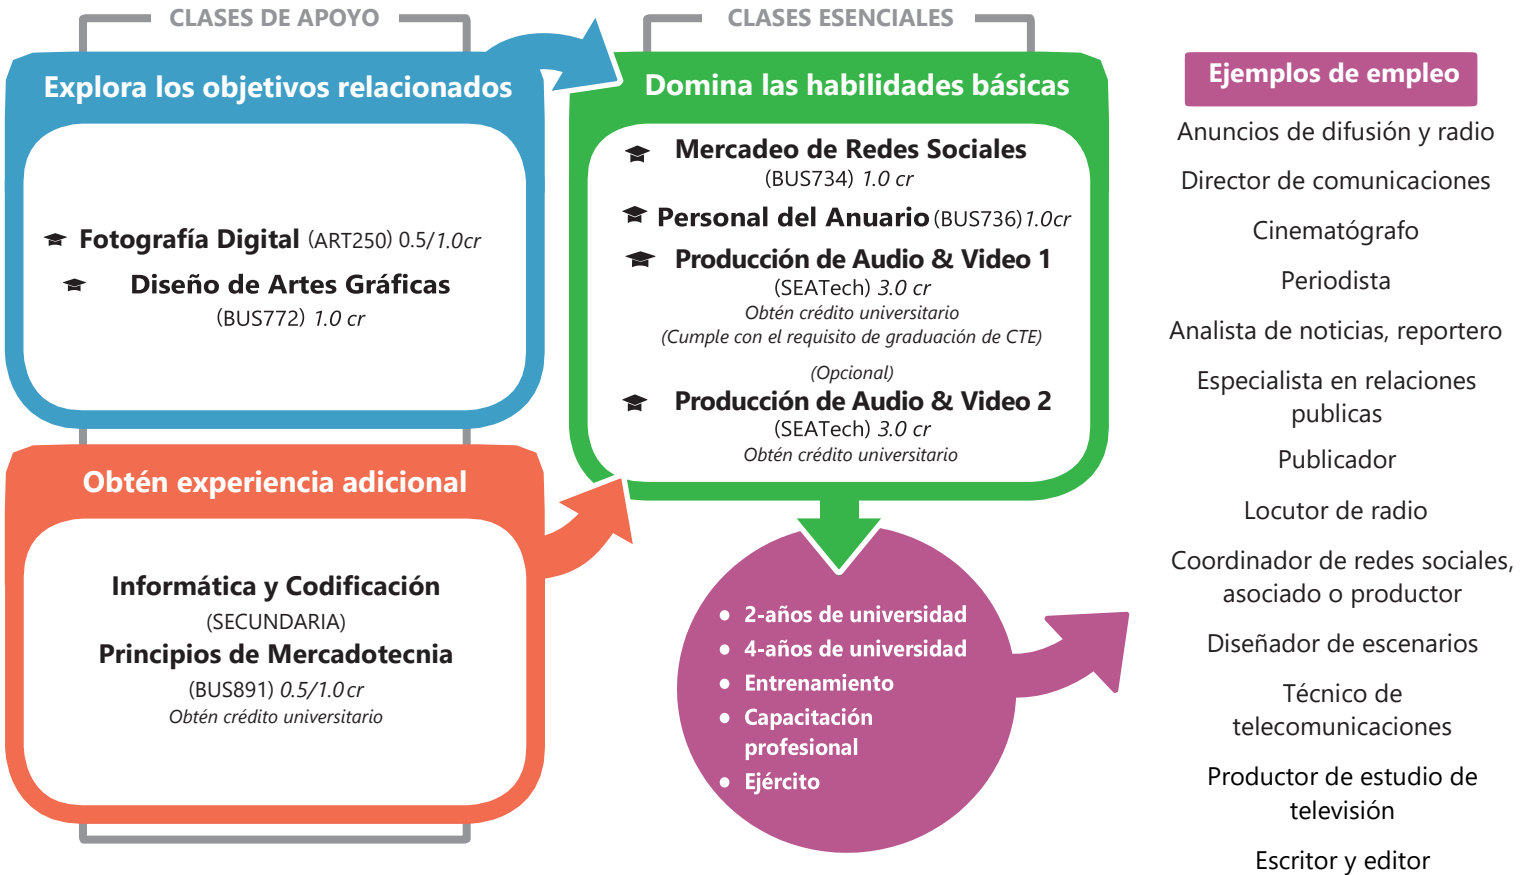 CLASES DE APOYO
Explora los objetivos relacionados
Fotografía Digital (ART250) 0.5/1.0cr
Diseño de Artes Gráficas
(BUS772) 1.0 cr
Obtén experiencia adicional
Informática y Codificación
(SECUNDARIA)
Principios de Mercadotecnia
(BUS891) 0.5/1.0 cr
Obtén crédito universitario
CLASES ESENCIALES
Domina las habilidades básicas
Mercadeo de Redes Sociales
(BUS734) 1.0 cr
Personal del Anuario (BUS736) 1.0cr
Producción de Audio & Video 1
(SEATech) 3.0 cr
Obtén crédito universitario
(Cumple con el requisito de graduación de CTE)
(Opcional)
Producción de Audio & Video 2
(SEATech) 3.0 cr
Obtén crédito universitario
• 2-años de universidad
• 4-años de universidad
• Entrenamiento
• Capacitación
profesional
• Ejército
Ejemplos de empleo
Anuncios de difusión y radio
Director de comunicaciones
Cinematógrafo
Periodista
Analista de noticias, reportero
Especialista en relaciones
publicas
Publicador
Locutor de radio
Coordinador de redes sociales,
asociado o productor
Diseñador de escenarios
Técnico de
telecomunicaciones
Productor de estudio de
televisión
Escritor y editor